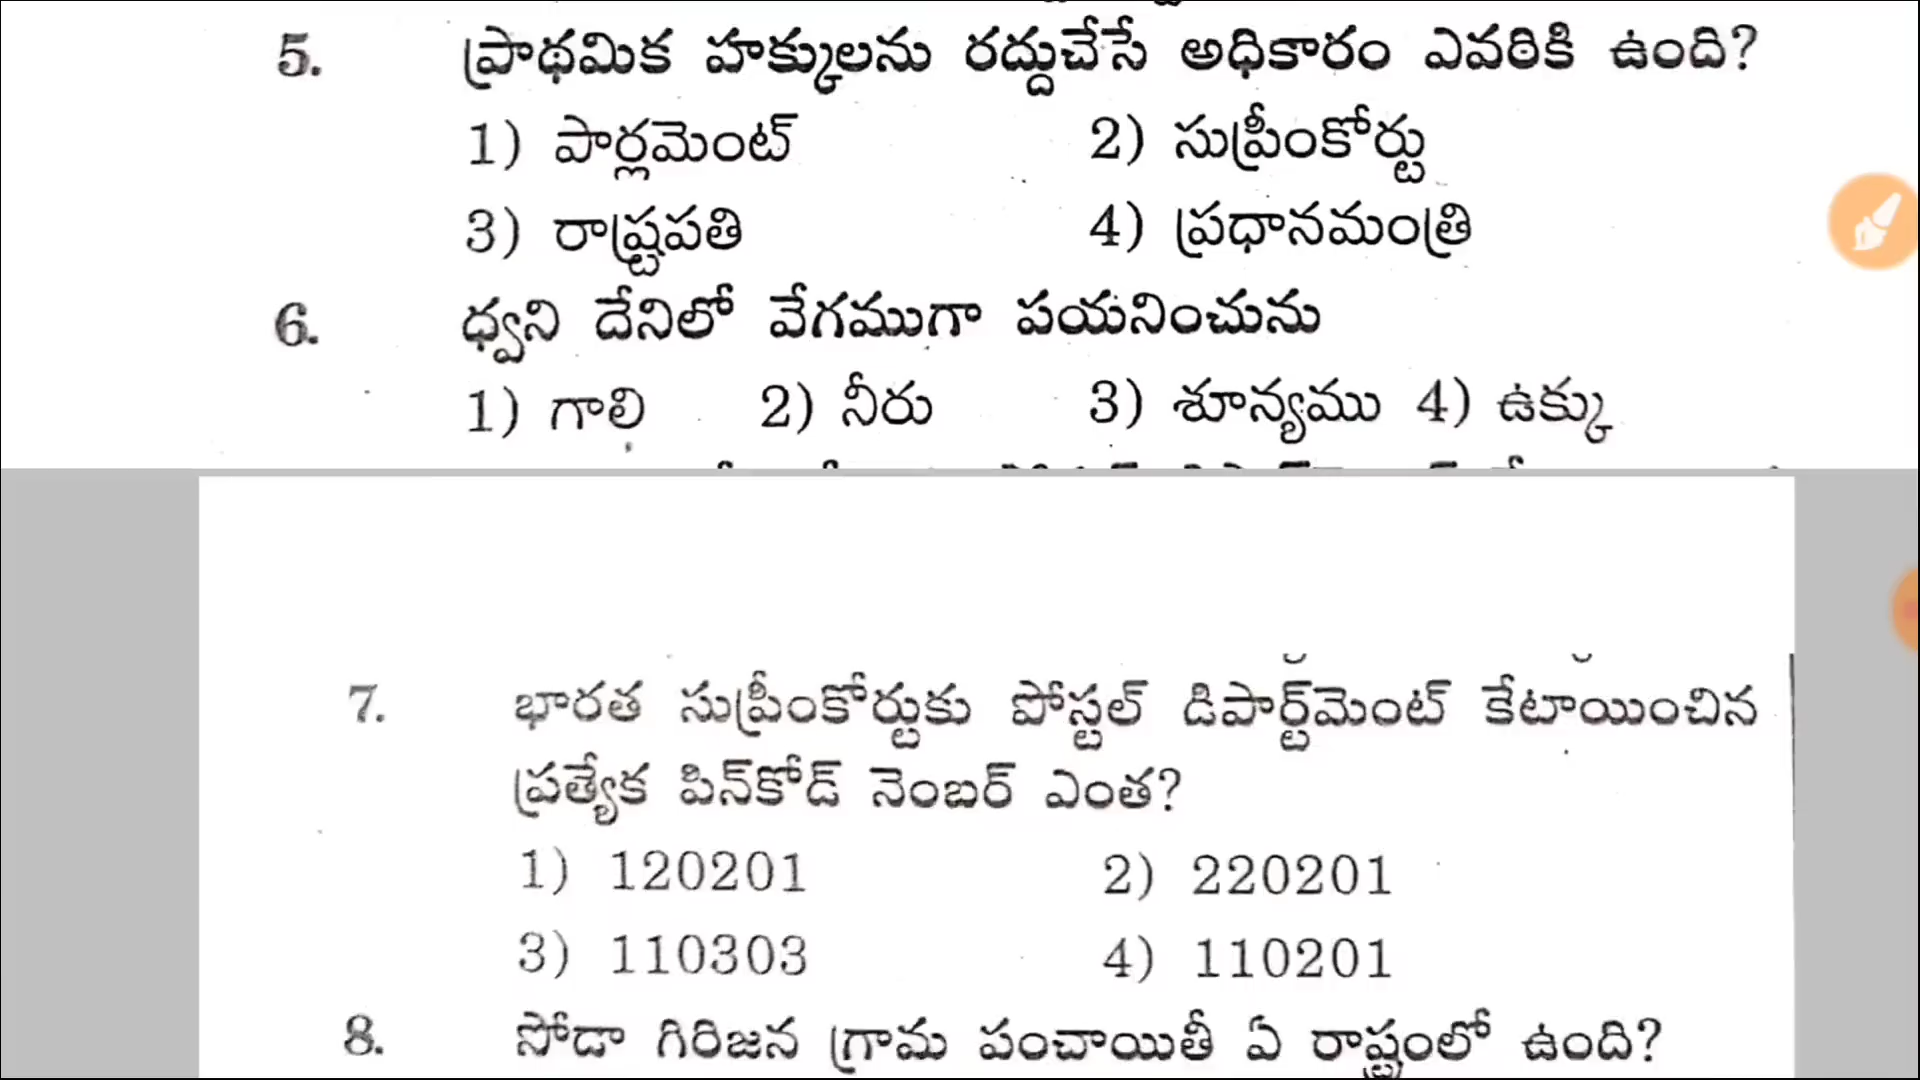 5. ప్రాథమిక హక్కులను రద్దుచేసే అధికారం ఎవరికి ఉంది?
1) పార్లమెంట్ 2) సుప్రీంకోర్టు
3) రాష్ట్రపతి 4) ప్రధానమంత్రి
6. ధ్వని దేనిలో వేగముగా పయనించును
1) గాలి 2) నీరు 3) శూన్యము 4) ఉక్కు
7. భారత సుప్రీంకోర్టుకు పోస్టల్ డిపార్ట్‌మెంట్ కేటాయించిన
ప్రత్యేక పిన్‌కోడ్ నెంబర్ ఎంత?
1) 120201 2) 220201
3) 110303 4) 110201
8. సోడా గిరిజన గ్రామ పంచాయితీ ఏ రాష్ట్రంలో ఉంది?